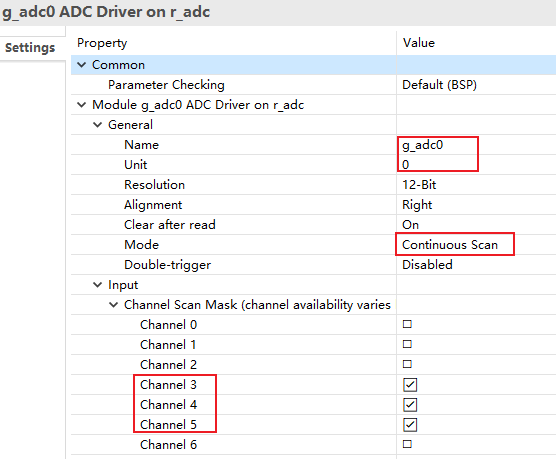 g_adc0 ADC Driver on r_adc
Settings
Property Value
Common
Parameter Checking Default (BSP)
Module g_adc0 ADC Driver on r_adc
General
Name g_adc0
Unit 0
Resolution 12-Bit
Alignment Right
Clear after read On
Mode Continuous Scan
Double-trigger Disabled
Input
Channel Scan Mask (channel availability varies
Channel 0
Channel 1
Channel 2
Channel 3
Channel 4
Channel 5
Channel 6